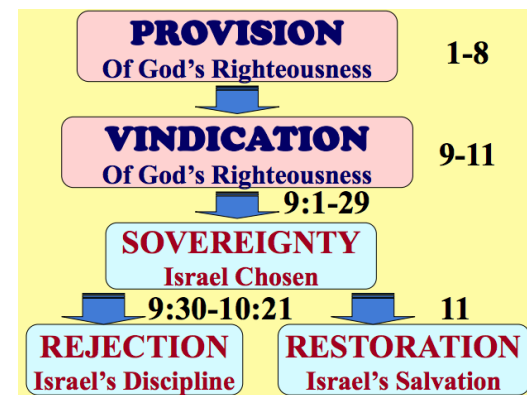 PROVISION
Of God's Righteousness
1-8
VINDICATION
Of God's Righteousness
9-11
9:1-29
SOVEREIGNTY
Israel Chosen
9:30-10:21
11
REJECTION
Israel's Discipline
RESTORATION
Israel's Salvation